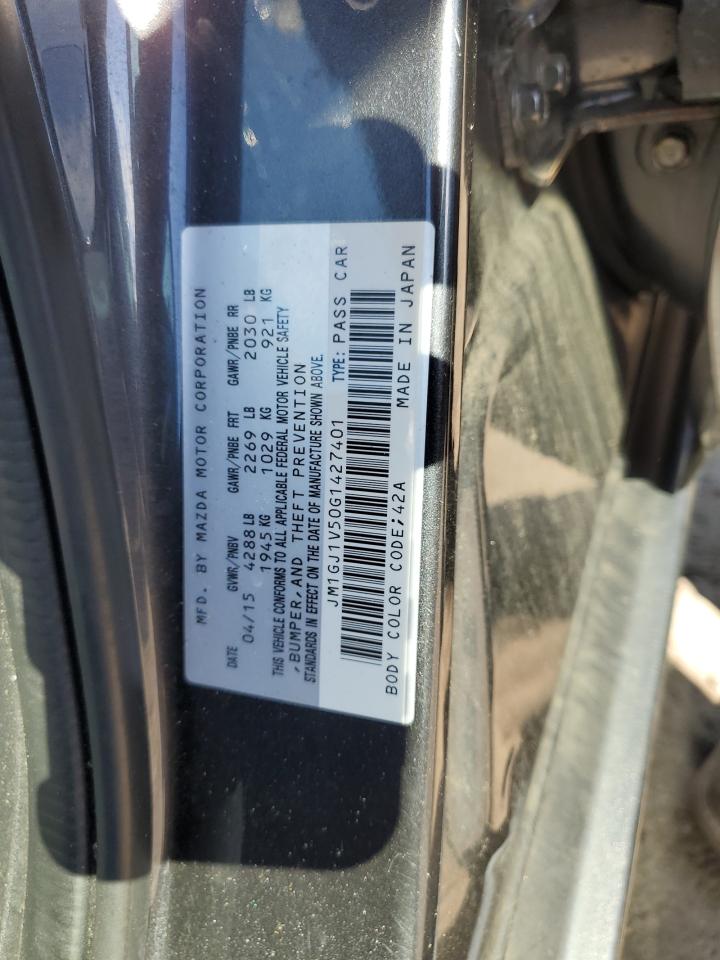 MFD. BY MAZDA MOTOR CORPORATION
DATE GVWR/PNBV GAWR/PNBE FRT GAWR/PNBE RR
04/15 4288 LB 2269 LB 2030 LB
1945 KG 1029 KG 921 KG
THIS VEHICLE CONFORMS TO ALL APPLICABLE FEDERAL MOTOR VEHICLE SAFETY
,BUMPER,AND THEFT PREVENTION
STANDARDS IN EFFECT ON THE DATE OF MANUFACTURE SHOWN ABOVE.
JM1GJ1V50G1427401 TYPE: PASS CAR
BODY COLOR CODE;42A MADE IN JAPAN